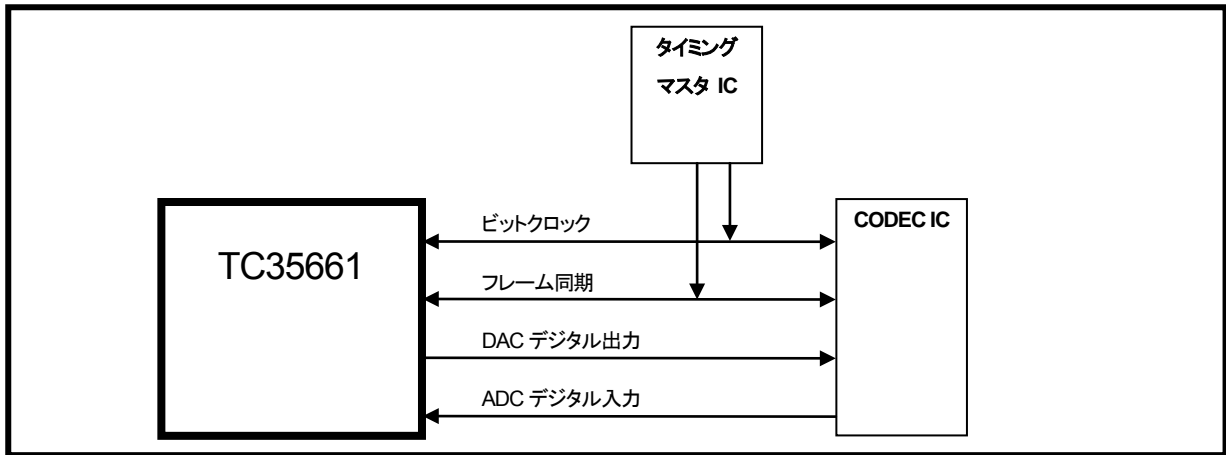 タイミング
マスタ IC
ビットクロック
CODEC IC
TC35661
フレーム同期
DAC デジタル出力
ADC デジタル入力